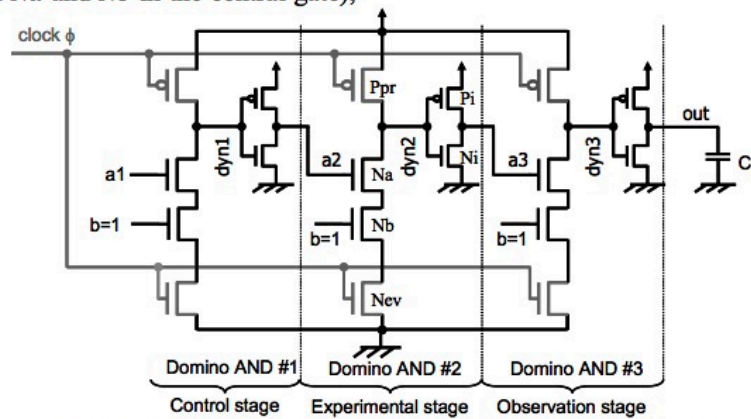 clock ϕ
Ppr
Pi
out
dyn1
dyn2
dyn3
a1
a2
Na
Ni
a3
C
b=1
b=1
Nb
b=1
Nev
Domino AND #1
Domino AND #2
Domino AND #3
Control stage
Experimental stage
Observation stage